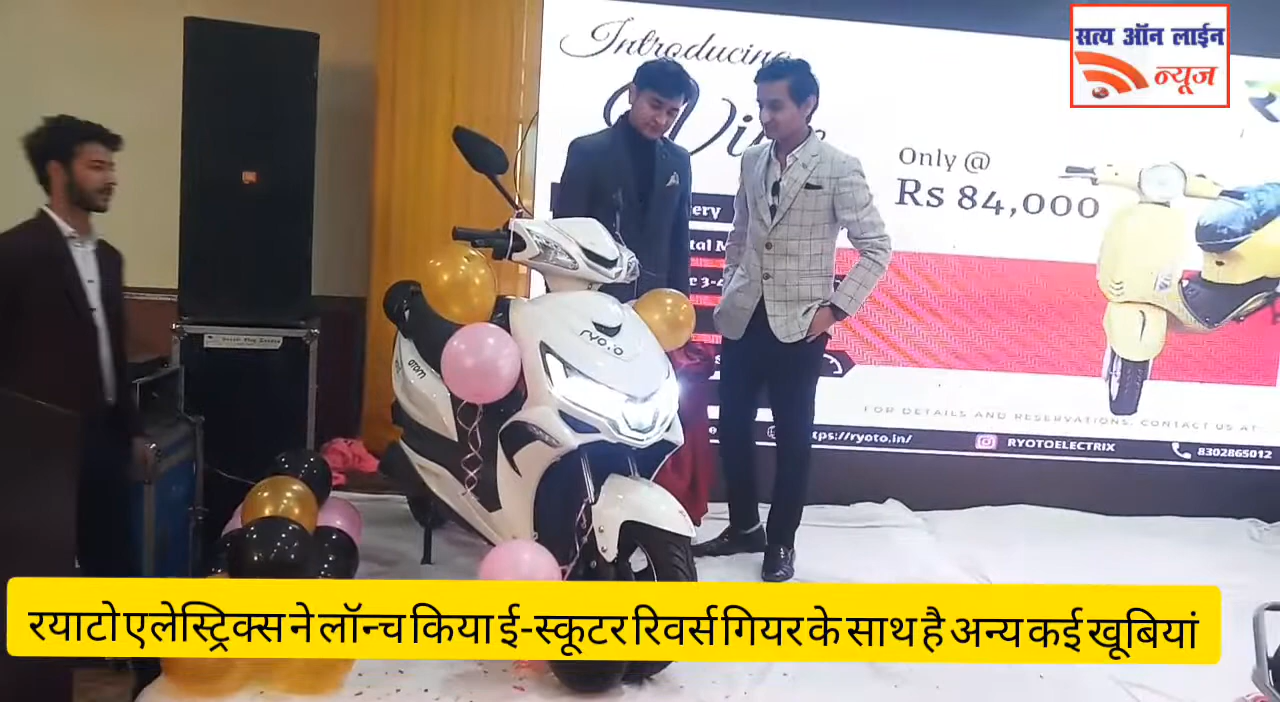 सत्य ऑन लाईन
न्यूज
Introducing
Only @
Rs 84,000
ryoto
FOR DETAILS AND RESERVATIONS, CONTACT US AT
https://ryoto.in/
RYOTOELECTRIX
8302865012
रयाटो एलेस्ट्रिक्स ने लॉन्च किया ई-स्कूटर रिवर्स गियर के साथ है अन्य कई खूबियां